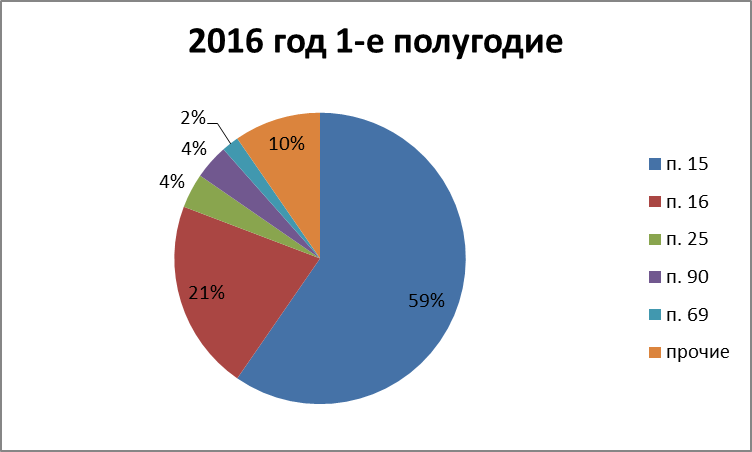 2016 год 1-е полугодие
2%
4%
4%
10%
21%
59%
п. 15
п. 16
п. 25
п. 90
п. 69
прочие